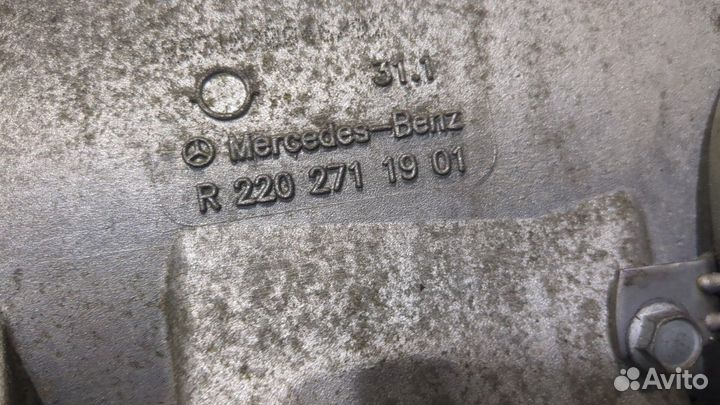 31.1
Mercedes-Benz
R 220 271 19 01
Avito